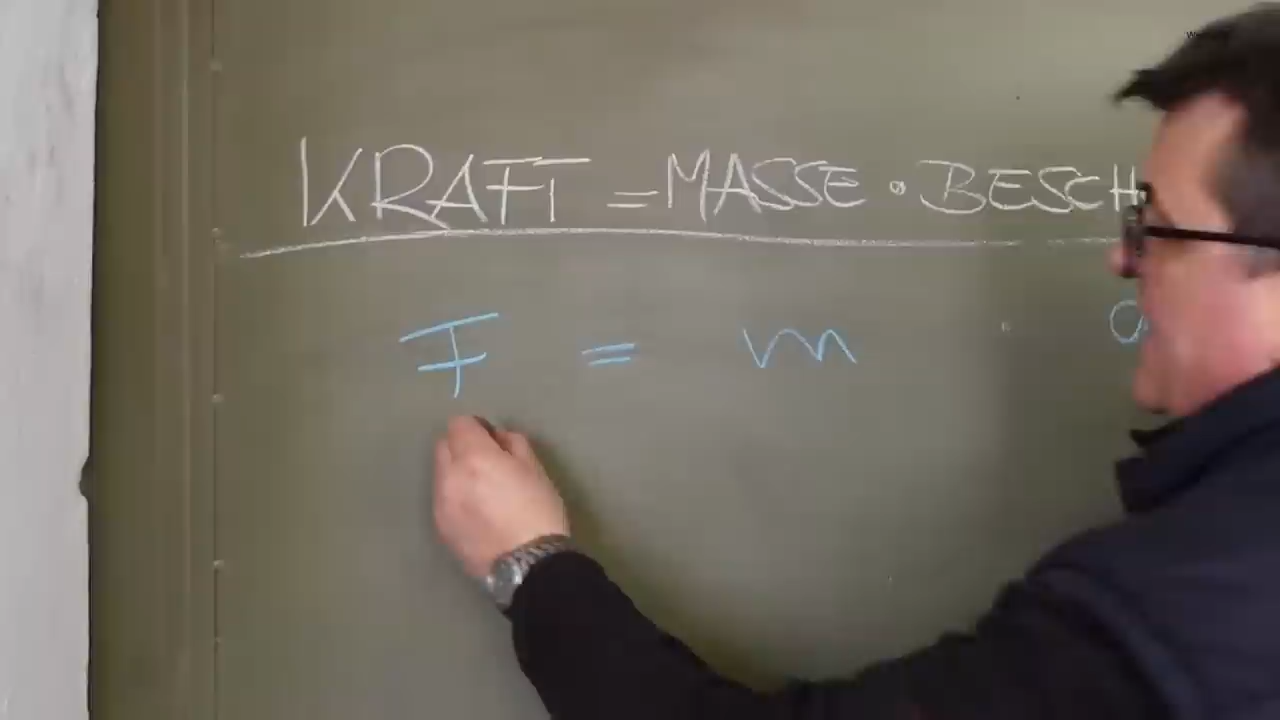 KRAFT = MASSE · BESCH
F = m · a